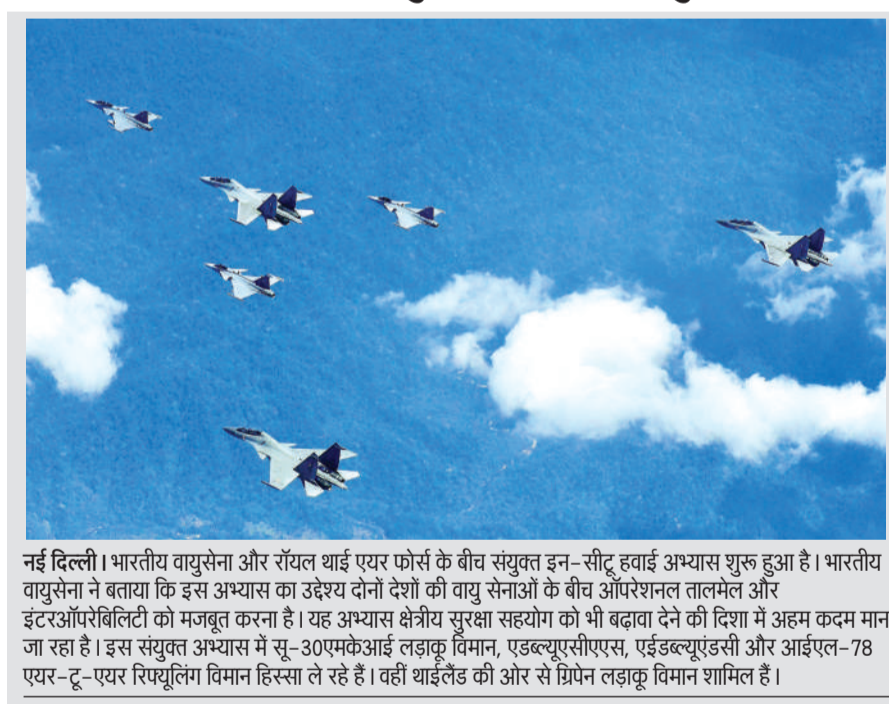 नई दिल्ली। भारतीय वायुसेना और रॉयल थाई एयर फोर्स के बीच संयुक्त इन-सीटू हवाई अभ्यास शुरू हुआ है। भारतीय
वायुसेना ने बताया कि इस अभ्यास का उद्देश्य दोनों देशों की वायु सेनाओं के बीच ऑपरेशनल तालमेल और
इंटरऑपरेबिलिटी को मजबूत करना है। यह अभ्यास क्षेत्रीय सुरक्षा सहयोग को भी बढ़ावा देने की दिशा में अहम कदम मान
जा रहा है। इस संयुक्त अभ्यास में सू-30एमकेआई लड़ाकू विमान, एडब्ल्यूएसीएएस, एईडब्ल्यूएंडसी और आईएल-78
एयर-टू-एयर रिफ्यूलिंग विमान हिस्सा ले रहे हैं। वहीं थाईलैंड की ओर से ग्रिपेन लड़ाकू विमान शामिल हैं।